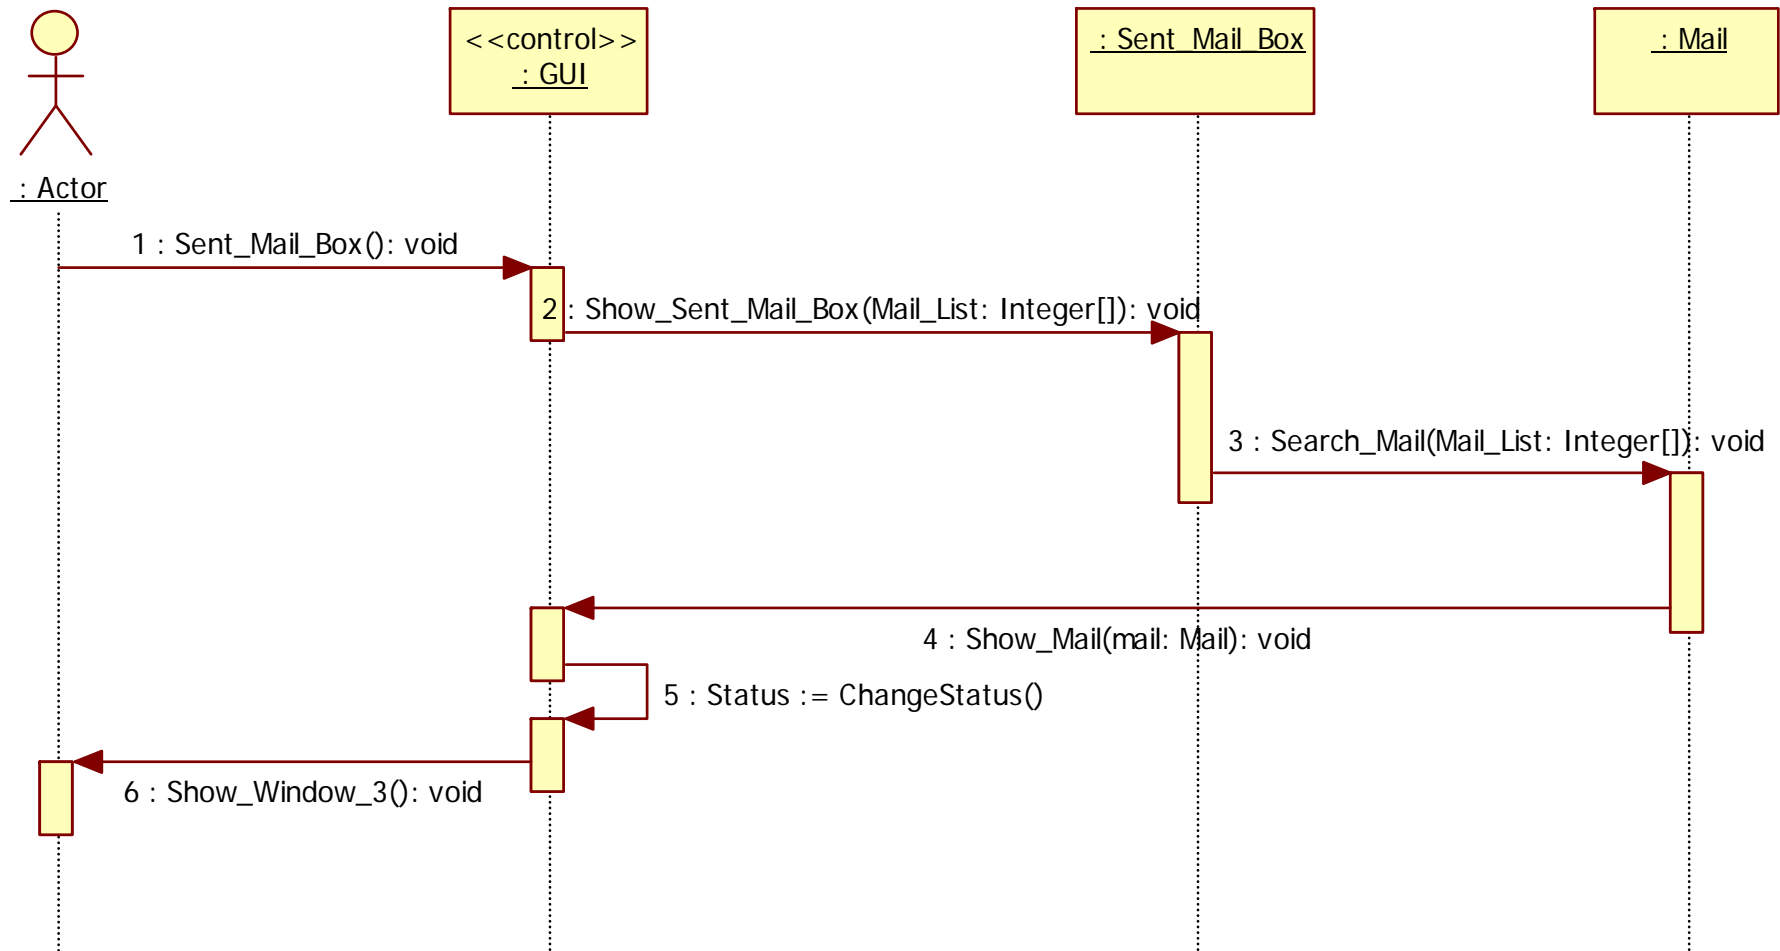 <<control>>
: GUI
: Sent_Mail_Box
: Mail
: Actor
1 : Sent_Mail_Box(): void
2 : Show_Sent_Mail_Box(Mail_List: Integer[]): void
3 : Search_Mail(Mail_List: Integer[]): void
4 : Show_Mail(mail: Mail): void
5 : Status := ChangeStatus()
6 : Show_Window_3(): void